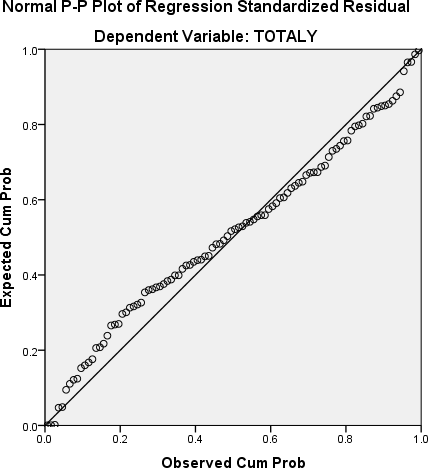 Normal P-P Plot of Regression Standardized Residual
Dependent Variable: TOTALY
Expected Cum Prob
1.0
0.8
0.6
0.4
0.2
0.0
0.0 0.2 0.4 0.6 0.8 1.0
Observed Cum Prob